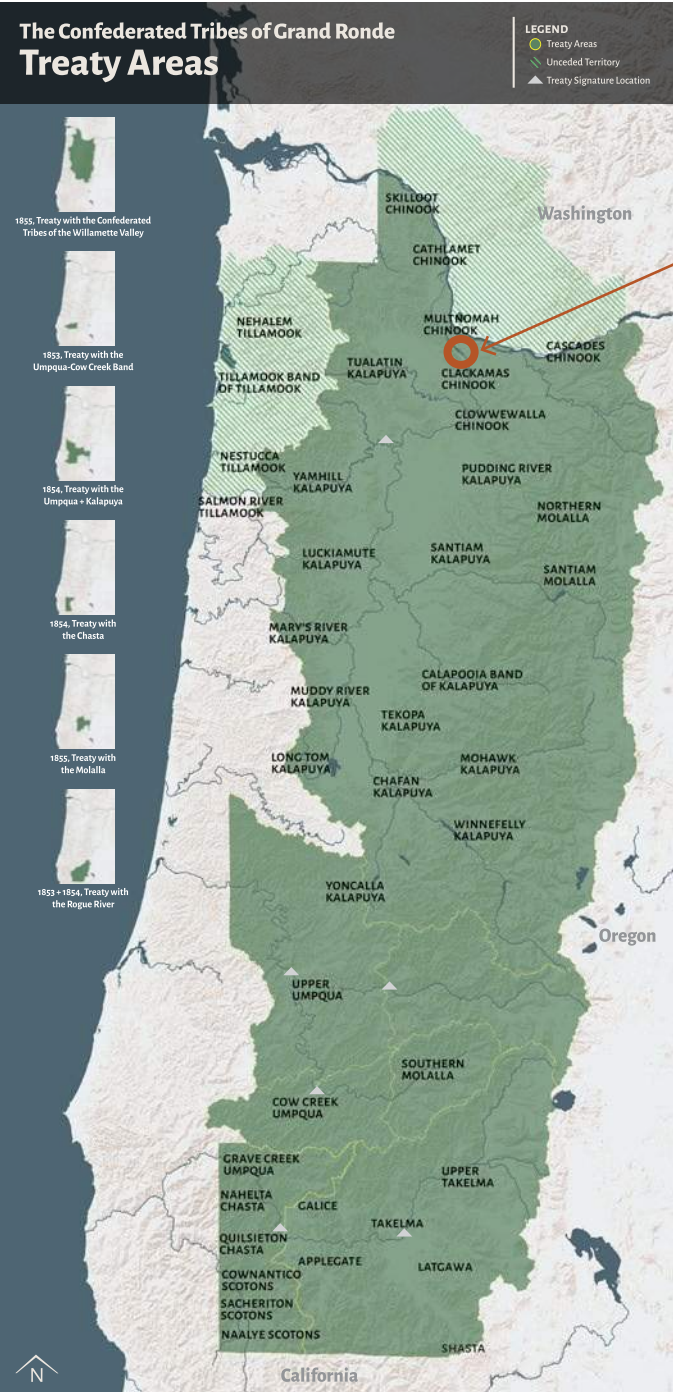 The Confederated Tribes of Grand Ronde
Treaty Areas
LEGEND
Treaty Areas
Unceded Territory
Treaty Signature Location
1855, Treaty with the Confederated
Tribes of the Willamette Valley
1853, Treaty with the
Umpqua-Cow Creek Band
1854, Treaty with the
Umpqua + Kalapuya
1854, Treaty with
the Chasta
1855, Treaty with
the Molalla
1853 + 1854, Treaty with
the Rogue River
SKILLOOT
CHINOOK
Washington
CATHLAMET
CHINOOK
NEHALEM
TILLAMOOK
MULTNOMAH
CHINOOK
CASCADES
CHINOOK
TUALATIN
KALAPUYA
TILLAMOOK BAND
OF TILLAMOOK
CLACKAMAS
CHINOOK
CLOWWEWALLA
CHINOOK
NESTUCCA
TILLAMOOK
YAMHILL
KALAPUYA
PUDDING RIVER
KALAPUYA
SALMON RIVER
TILLAMOOK
NORTHERN
MOLALLA
LUCKIAMUTE
KALAPUYA
SANTIAM
KALAPUYA
SANTIAM
MOLALLA
MARY'S RIVER
KALAPUYA
CALAPOOIA BAND
OF KALAPUYA
MUDDY RIVER
KALAPUYA
TEKOPA
KALAPUYA
LONG TOM
KALAPUYA
MOHAWK
KALAPUYA
CHAFAN
KALAPUYA
WINNEFELLY
KALAPUYA
YONCALLA
KALAPUYA
Oregon
UPPER
UMPQUA
SOUTHERN
MOLALLA
COW CREEK
UMPQUA
GRAVE CREEK
UMPQUA
UPPER
TAKELMA
NAHELTA
CHASTA
GALICE
TAKELMA
QUILSIETON
CHASTA
APPLEGATE
LATGAWA
COWNANTICO
SCOTONS
SACHERITON
SCOTONS
NAALYE SCOTONS
SHASTA
California
N